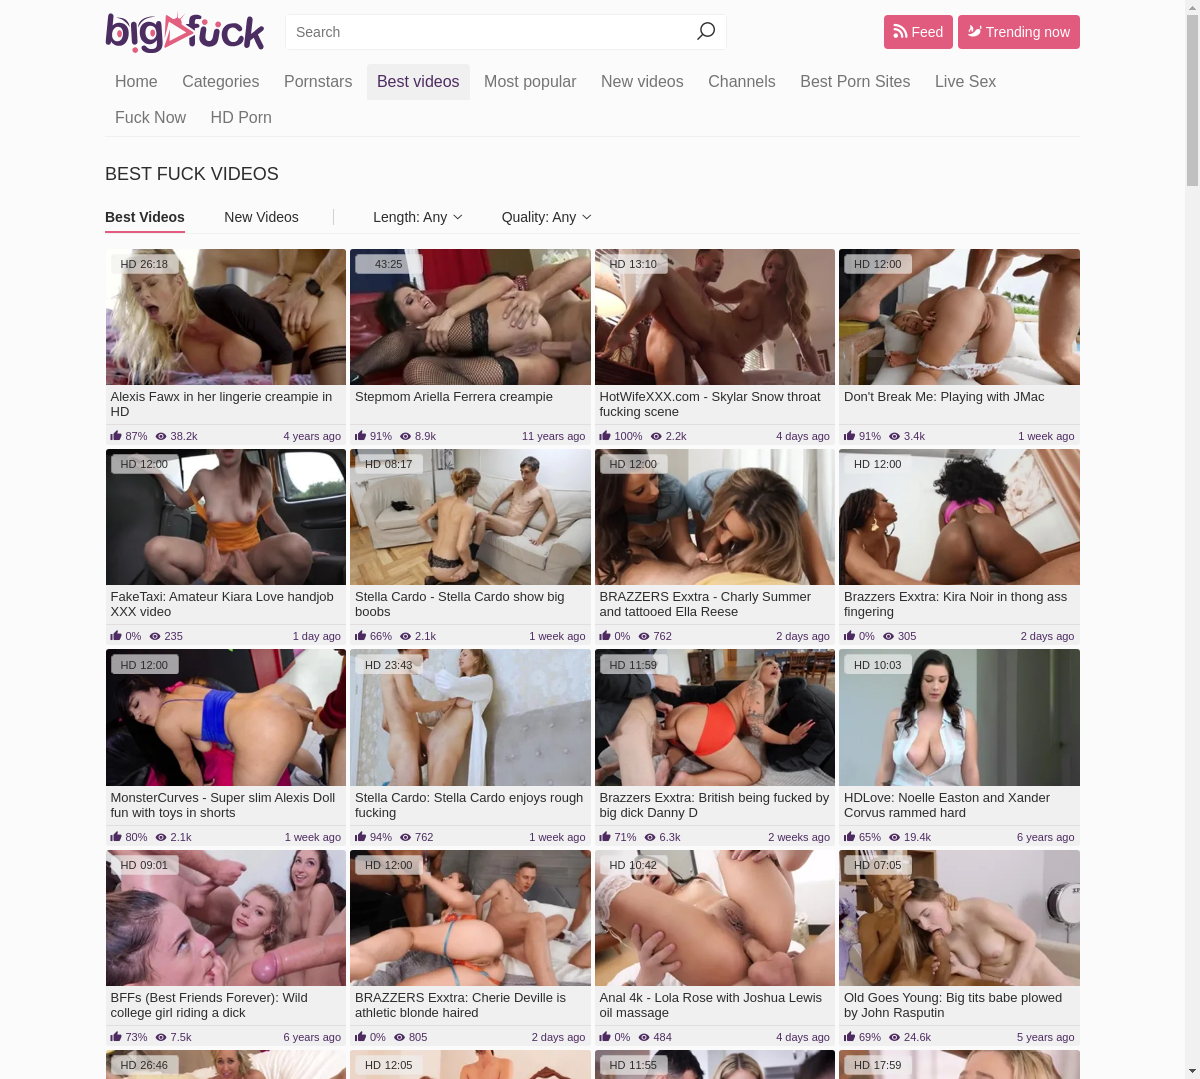 bigfuck
Search
Feed
Trending now
Home Categories Pornstars Best videos Most popular New videos Channels Best Porn Sites Live Sex
Fuck Now HD Porn
BEST FUCK VIDEOS
Best Videos New Videos Length: Any Quality: Any
HD 26:18
43:25
HD 13:10
HD 12:00
Alexis Fawx in her lingerie creampie in
HD
87% 38.2k 4 years ago
Stepmom Ariella Ferrera creampie
91% 8.9k 11 years ago
HotWifeXXX.com - Skylar Snow throat
fucking scene
100% 2.2k 4 days ago
Don't Break Me: Playing with JMac
91% 3.4k 1 week ago
HD 12:00
HD 08:17
HD 12:00
HD 12:00
FakeTaxi: Amateur Kiara Love handjob
XXX video
0% 235 1 day ago
Stella Cardo - Stella Cardo show big
boobs
66% 2.1k 1 week ago
BRAZZERS Exxtra - Charly Summer
and tattooed Ella Reese
0% 762 2 days ago
Brazzers Exxtra: Kira Noir in thong ass
fingering
0% 305 2 days ago
HD 12:00
HD 23:43
HD 11:59
HD 10:03
MonsterCurves - Super slim Alexis Doll
fun with toys in shorts
80% 2.1k 1 week ago
Stella Cardo: Stella Cardo enjoys rough
fucking
94% 762 1 week ago
Brazzers Exxtra: British being fucked by
big dick Danny D
71% 6.3k 2 weeks ago
HDLove: Noelle Easton and Xander
Corvus rammed hard
65% 19.4k 6 years ago
HD 09:01
HD 12:00
HD 10:42
HD 07:05
BFFs (Best Friends Forever): Wild
college girl riding a dick
73% 7.5k 6 years ago
BRAZZERS Exxtra: Cherie Deville is
athletic blonde haired
0% 805 2 days ago
Anal 4k - Lola Rose with Joshua Lewis
oil massage
0% 484 4 days ago
Old Goes Young: Big tits babe plowed
by John Rasputin
69% 24.6k 5 years ago
HD 26:46
HD 12:05
HD 11:55
HD 17:59